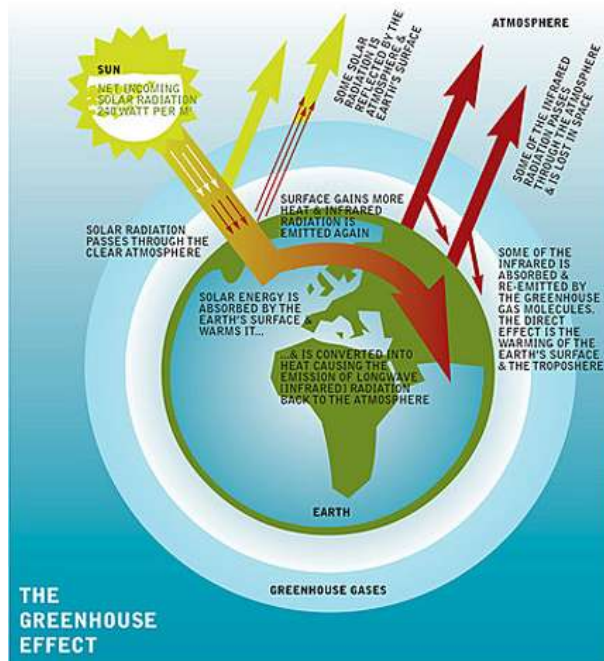 ATMOSPHERE
SUN
NET INCOMING
SOLAR RADIATION
240 WATT PER M²
SOME SOLAR
RADIATION IS
REFLECTED BY THE
ATMOSPHERE &
EARTH'S SURFACE
SOME OF THE INFRARED
RADIATION PASSES
THROUGH THE ATMOSPHERE
& IS LOST IN SPACE
SOLAR RADIATION
PASSES THROUGH THE
CLEAR ATMOSPHERE
SURFACE GAINS MORE
HEAT & INFRARED
RADIATION IS
EMITTED AGAIN
SOLAR ENERGY IS
ABSORBED BY THE
EARTH'S SURFACE &
WARMS IT...
...& IS CONVERTED INTO
HEAT CAUSING THE
EMISSION OF LONGWAVE
[INFRARED] RADIATION
BACK TO THE ATMOSPHERE
SOME OF THE
INFRARED IS
ABSORBED &
RE-EMITTED BY
THE GREENHOUSE
GAS MOLECULES.
THE DIRECT
EFFECT IS THE
WARMING OF THE
EARTH'S SURFACE
& THE TROPOSHERE
EARTH
GREENHOUSE GASES
THE
GREENHOUSE
EFFECT